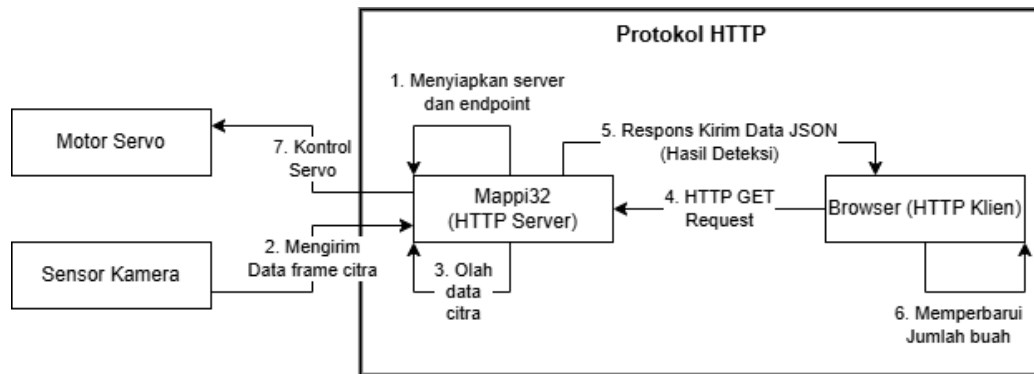 Protokol HTTP
1. Menyiapkan server
dan endpoint
Motor Servo
7. Kontrol
Servo
5. Respons Kirim Data JSON
(Hasil Deteksi)
Mappi32
(HTTP Server)
4. HTTP GET
Request
Browser (HTTP Klien)
Sensor Kamera
2. Mengirim
Data frame citra
3. Olah
data
citra
6. Memperbarui
Jumlah buah